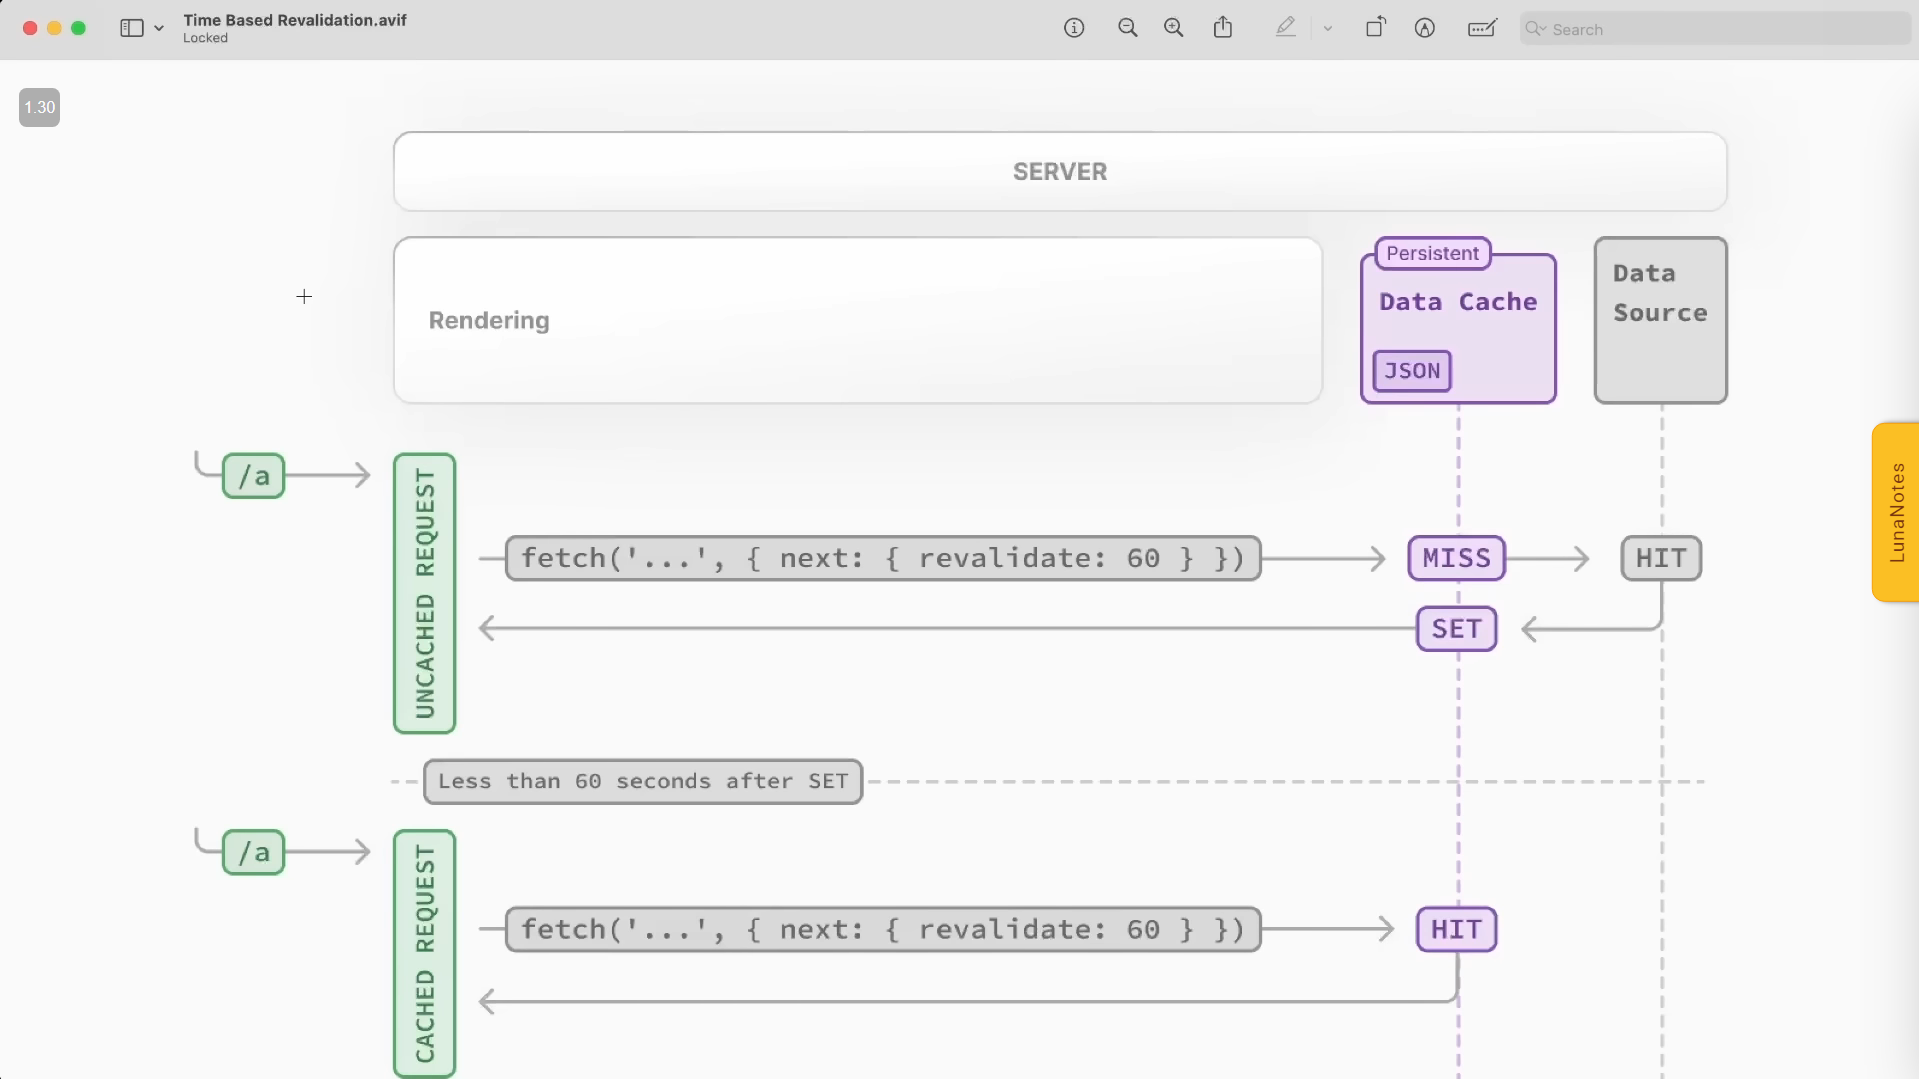 Time Based Revalidation.avif
Locked
Search
1.30
SERVER
Rendering
Persistent
Data Cache
JSON
Data
Source
/a
UNCACHED REQUEST
fetch('...', { next: { revalidate: 60 } })
MISS
HIT
SET
Less than 60 seconds after SET
/a
CACHED REQUEST
fetch('...', { next: { revalidate: 60 } })
HIT
LunaNotes